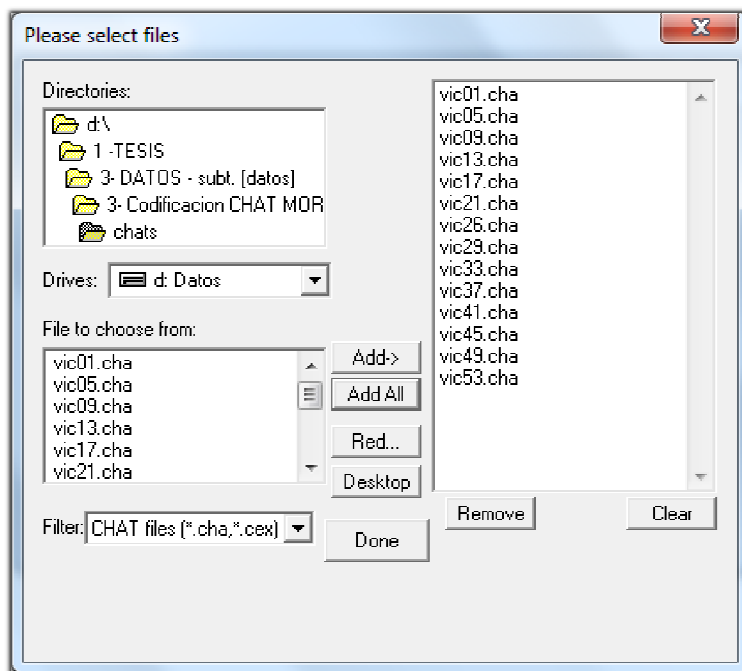 Please select files
Directories:
d:\
1 -TESIS
3- DATOS - subt. [datos]
3- Codificacion CHAT MOR
chats
Drives:
d: Datos
File to choose from:
vic01.cha
vic05.cha
vic09.cha
vic13.cha
vic17.cha
vic21.cha
Add->
Add All
Red...
Desktop
Filter:
CHAT files (*.cha,*.cex)
Done
vic01.cha
vic05.cha
vic09.cha
vic13.cha
vic17.cha
vic21.cha
vic26.cha
vic29.cha
vic33.cha
vic37.cha
vic41.cha
vic45.cha
vic49.cha
vic53.cha
Remove
Clear